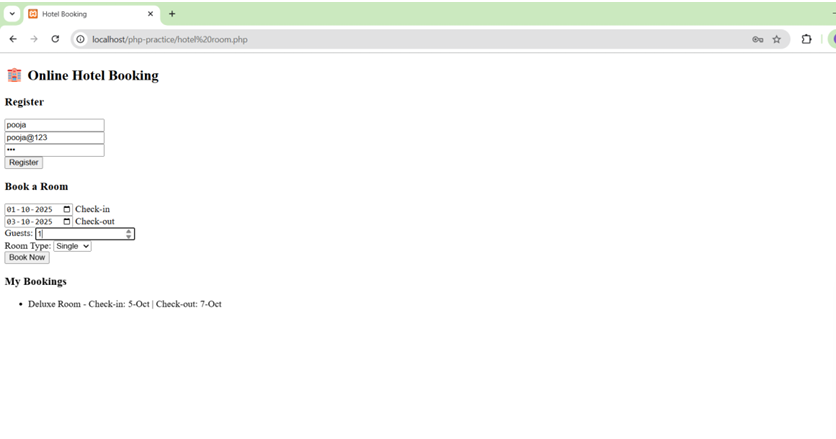 Hotel Booking
localhost/php-practice/hotel%20room.php
Online Hotel Booking
Register
pooja
pooja@123
•••
Register
Book a Room
01-10-2025 Check-in
03-10-2025 Check-out
Guests: 1
Room Type: Single
Book Now
My Bookings
• Deluxe Room - Check-in: 5-Oct | Check-out: 7-Oct